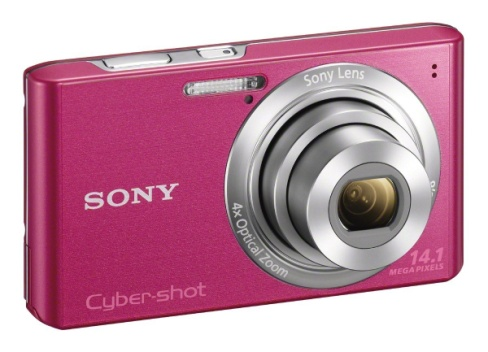 Sony Lens
SONY
4x Optical Zoom
14.1
MEGA PIXELS
Cyber-shot